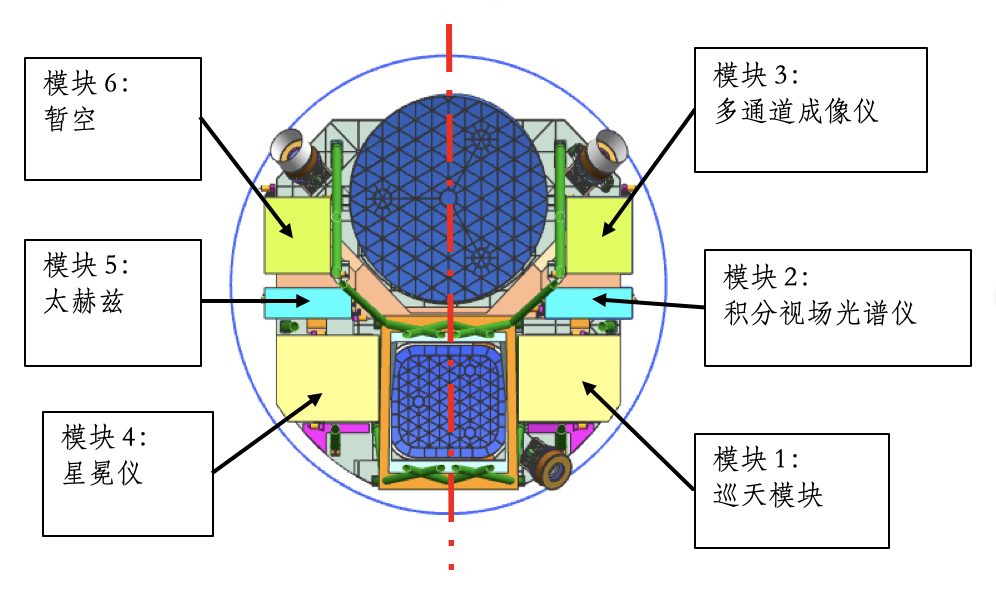 模块 6：
暂空
模块 3：
多通道成像仪
模块 5：
太赫兹
模块 2：
积分视场光谱仪
模块 4：
星冕仪
模块 1：
巡天模块